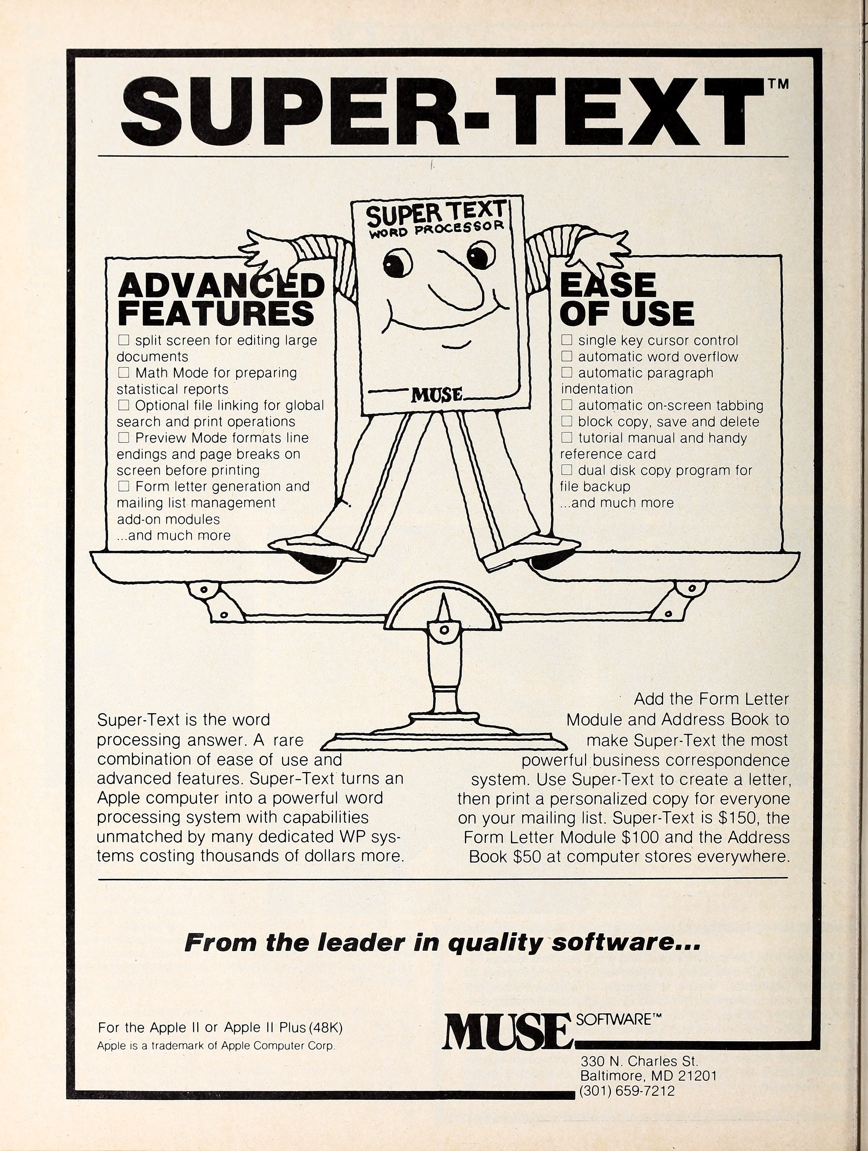 SUPER-TEXT™
SUPER TEXT
WORD PROCESSOR
MUSE
ADVANCED
FEATURES
☐ split screen for editing large
documents
☐ Math Mode for preparing
statistical reports
☐ Optional file linking for global
search and print operations
☐ Preview Mode formats line
endings and page breaks on
screen before printing
☐ Form letter generation and
mailing list management
add-on modules
...and much more
EASE
OF USE
☐ single key cursor control
☐ automatic word overflow
☐ automatic paragraph
indentation
☐ automatic on-screen tabbing
☐ block copy, save and delete
☐ tutorial manual and handy
reference card
☐ dual disk copy program for
file backup
...and much more
Super-Text is the word
processing answer. A rare
combination of ease of use and
advanced features. Super-Text turns an
Apple computer into a powerful word
processing system with capabilities
unmatched by many dedicated WP sys-
tems costing thousands of dollars more.
Add the Form Letter
Module and Address Book to
make Super-Text the most
powerful business correspondence
system. Use Super-Text to create a letter,
then print a personalized copy for everyone
on your mailing list. Super-Text is $150, the
Form Letter Module $100 and the Address
Book $50 at computer stores everywhere.
From the leader in quality software...
For the Apple II or Apple II Plus (48K)
Apple is a trademark of Apple Computer Corp.
MUSE SOFTWARE™
330 N. Charles St.
Baltimore, MD 21201
(301) 659-7212